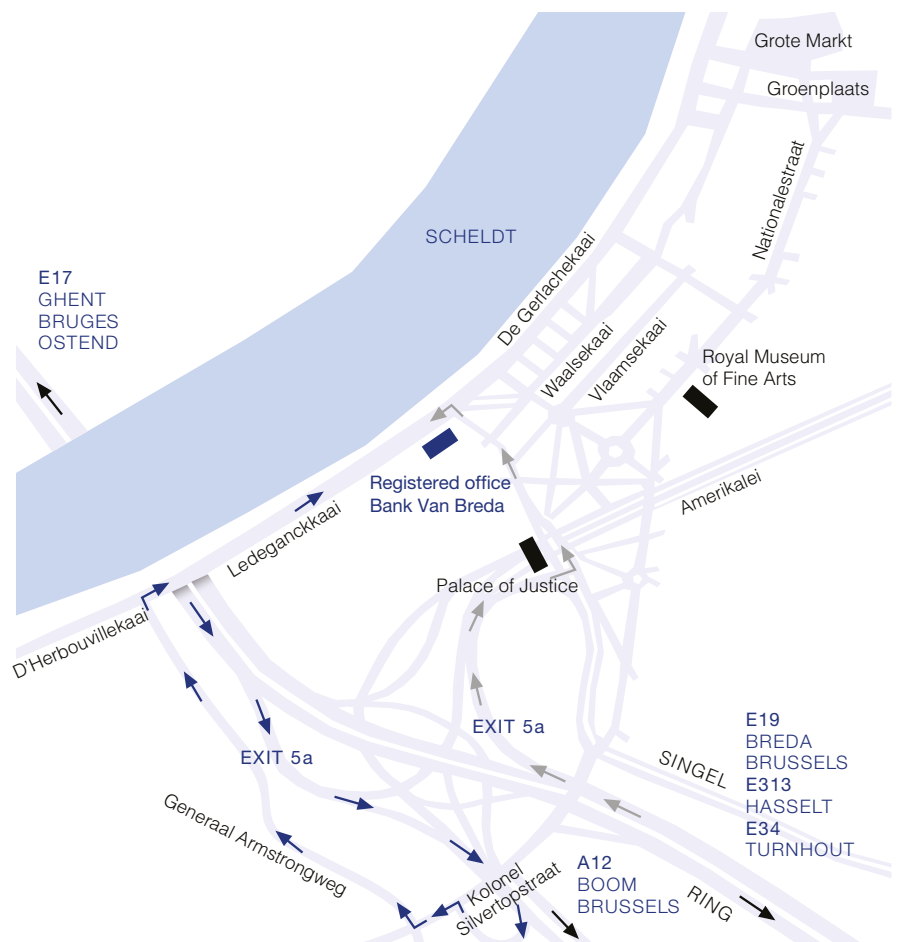 Grote Markt
Groenplaats
Nationalestraat
SCHELDT
De Gerlachekaai
E17
GHENT
BRUGES
OSTEND
Waalsekaai
Vlaamsekaai
Royal Museum
of Fine Arts
Registered office
Bank Van Breda
Amerikalei
Ledeganckkaai
Palace of Justice
D'Herbouvillekaai
EXIT 5a
EXIT 5a
SINGEL
E19
BREDA
BRUSSELS
E313
HASSELT
E34
TURNHOUT
Generaal Armstrongweg
Kolonel
Silvertopstraat
A12
BOOM
BRUSSELS
RING